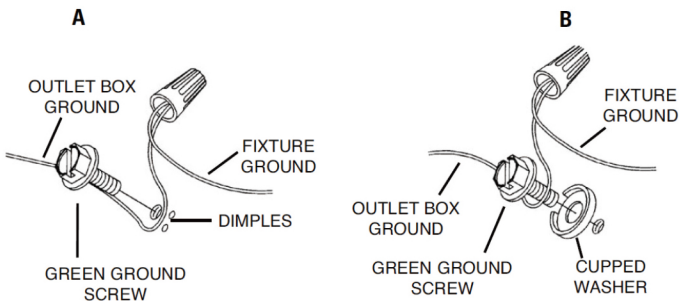 A
OUTLET BOX
GROUND
FIXTURE
GROUND
DIMPLES
GREEN GROUND
SCREW
B
FIXTURE
GROUND
OUTLET BOX
GROUND
GREEN GROUND
SCREW
CUPPED
WASHER